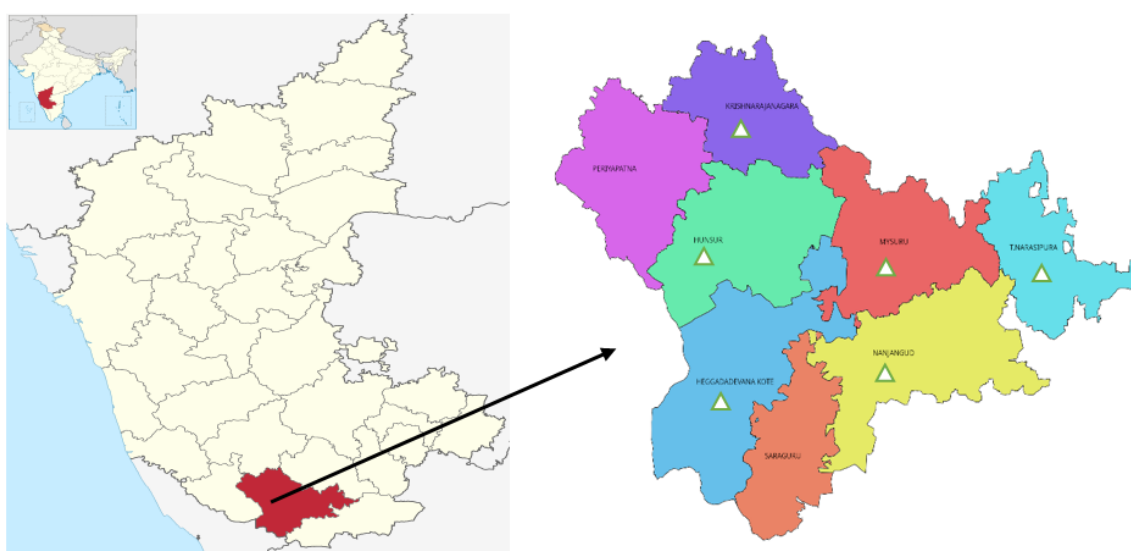 KRISHNARAJANAGARA
PERIYAPATNA
HUNSUR
MYSURU
T.NARASIPURA
NANJANGUD
HEGGADADEVANA KOTE
SARAGURU